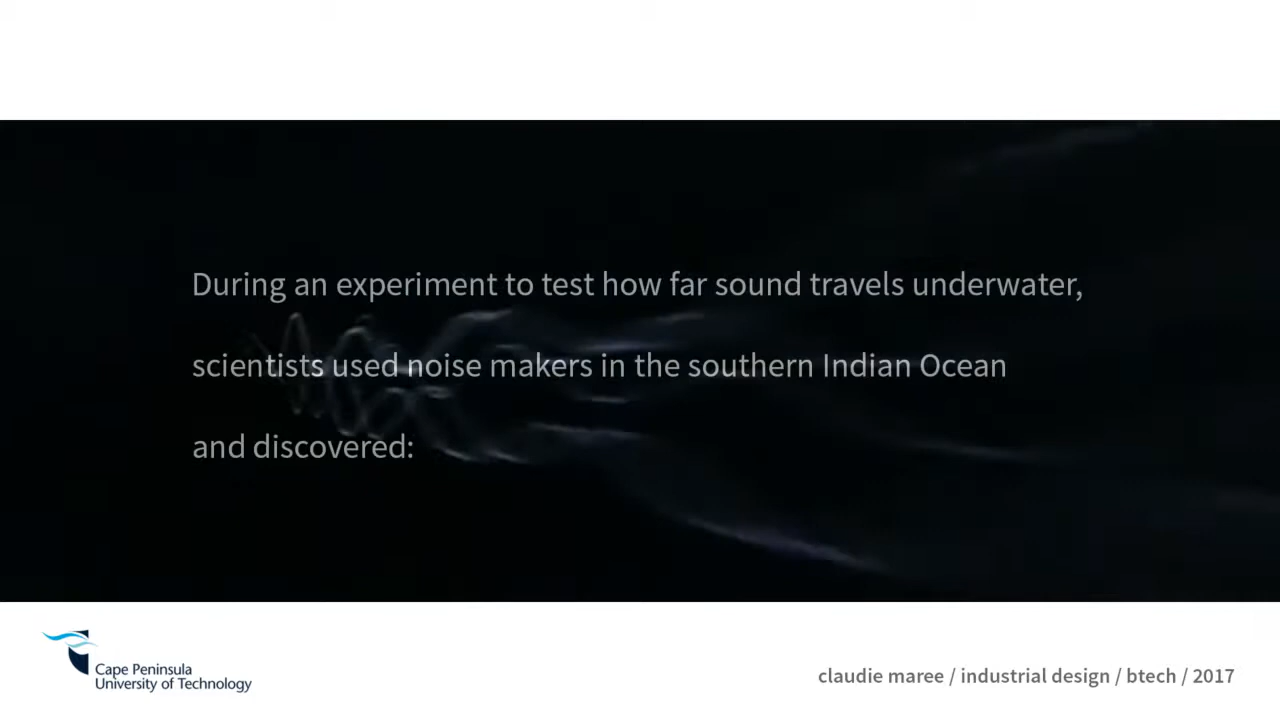 During an experiment to test how far sound travels underwater,
scientists used noise makers in the southern Indian Ocean
and discovered:
Cape Peninsula
University of Technology
claudie maree / industrial design / btech / 2017